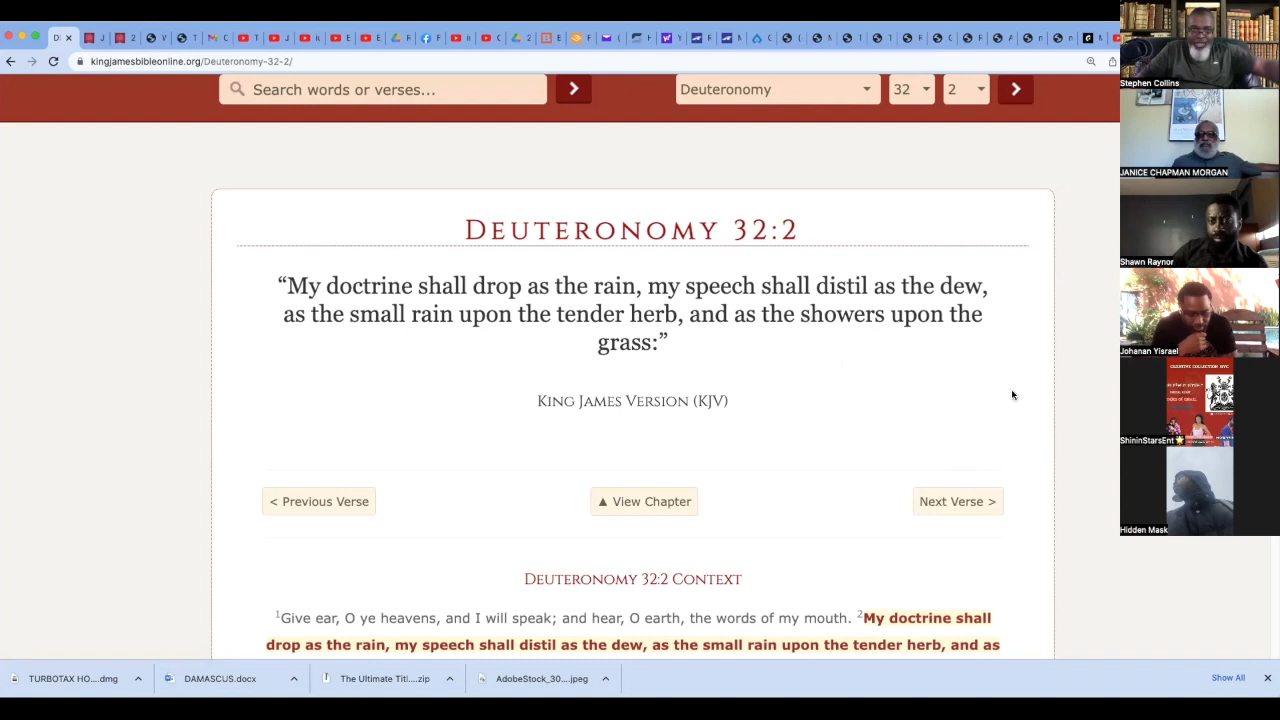 kingjamesbibleonline.org/Deuteronomy-32-2/
Search words or verses...
Deuteronomy
32
2
Deuteronomy 32:2
“My doctrine shall drop as the rain, my speech shall distil as the dew,
as the small rain upon the tender herb, and as the showers upon the
grass:”
King James Version (KJV)
< Previous Verse
▲ View Chapter
Next Verse >
Deuteronomy 32:2 Context
1Give ear, O ye heavens, and I will speak; and hear, O earth, the words of my mouth. 2My doctrine shall
drop as the rain, my speech shall distil as the dew, as the small rain upon the tender herb, and as
TURBOTAX HO....dmg
DAMASCUS.docx
The Ultimate Titl....zip
AdobeStock_30....jpeg
Show All
Stephen Collins
JANICE CHAPMAN MORGAN
Shawn Raynor
Johanan Yisrael
ShininStarsEnt🌟
Hidden Mask